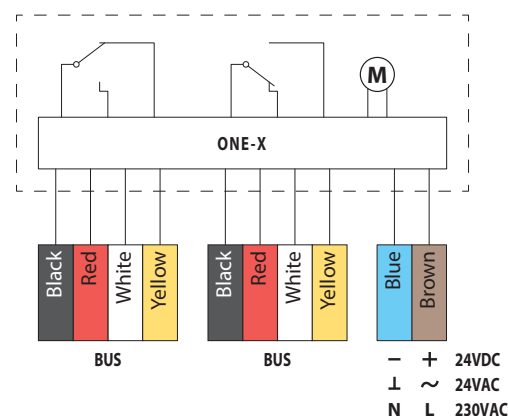 M
ONE-X
Black Red White Yellow Black Red White Yellow Blue Brown
BUS BUS
− + 24VDC
⊥ ~ 24VAC
N L 230VAC